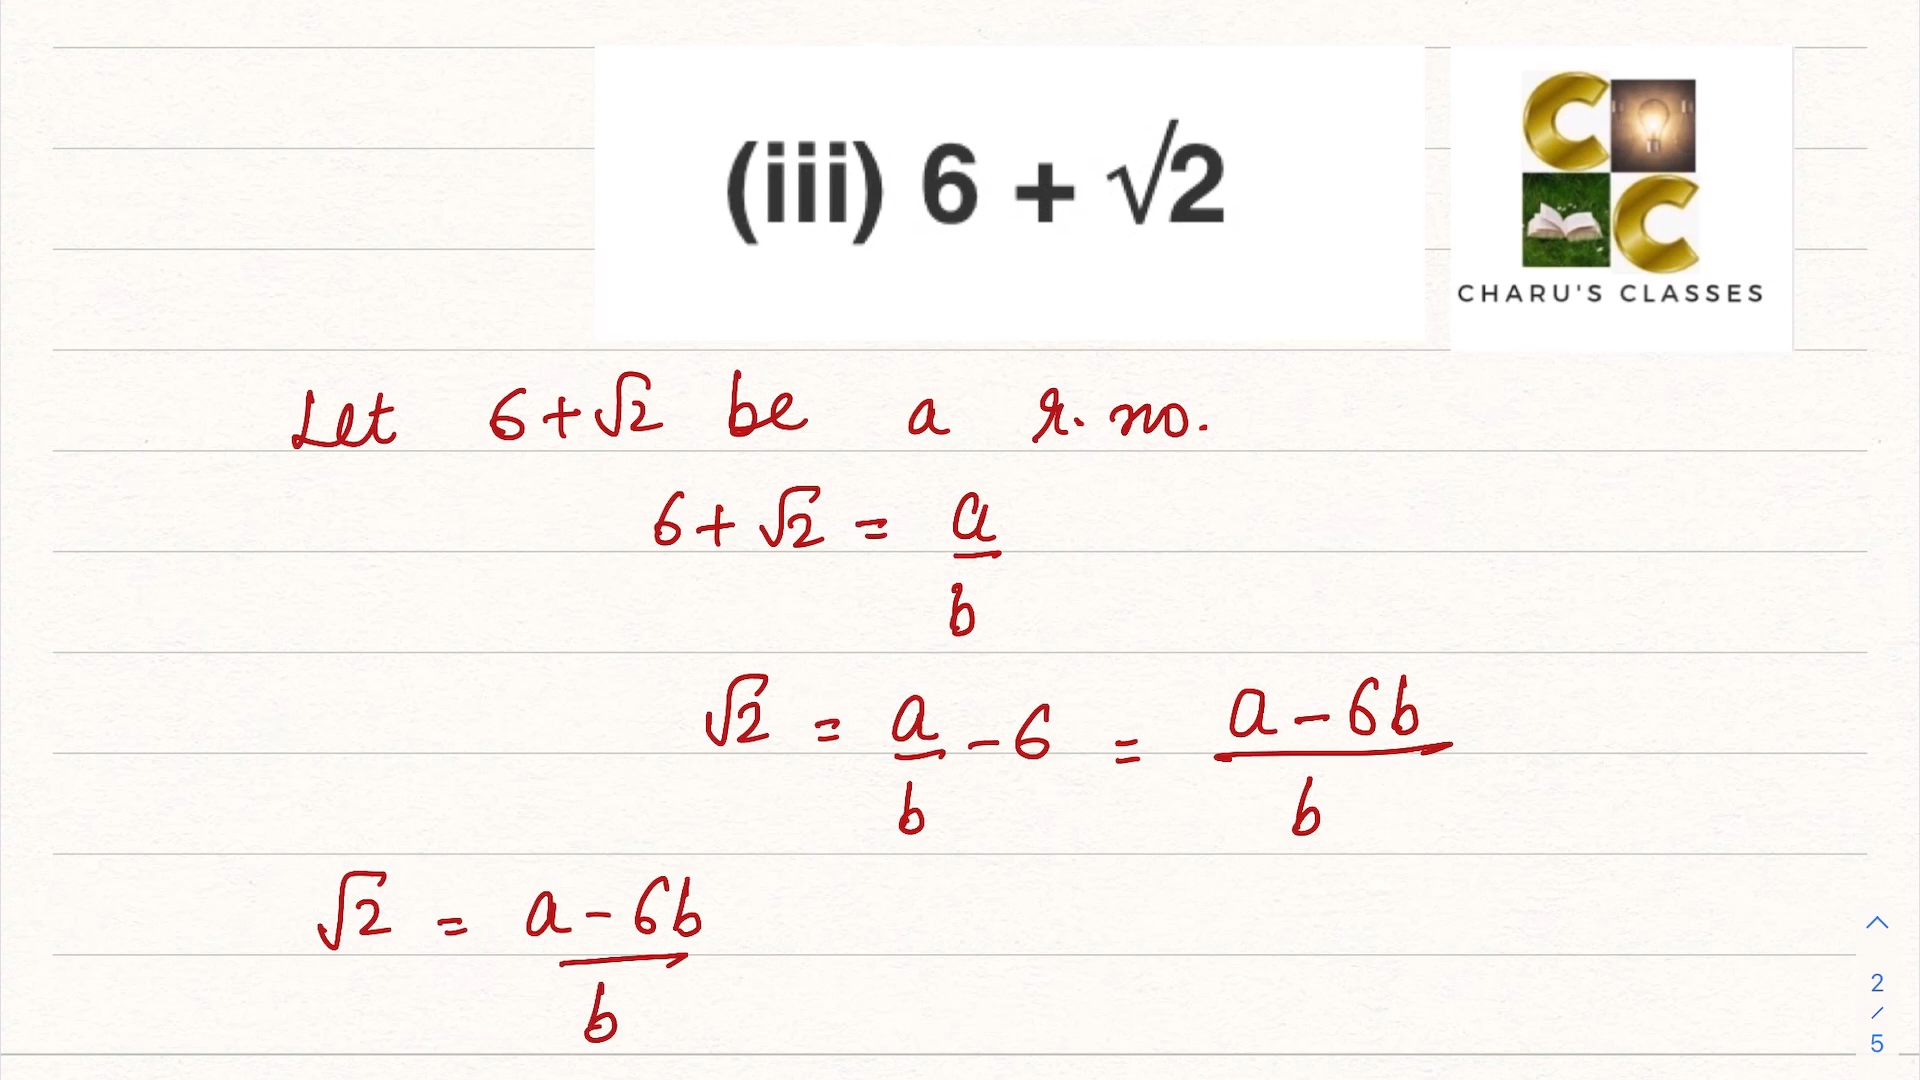 (iii) 6 + √2
CHARU'S CLASSES
Let 6+√2 be a r. no.
6+√2 = a/b
√2 = a/b - 6 = a-6b/b
√2 = a-6b/b
2
/
5